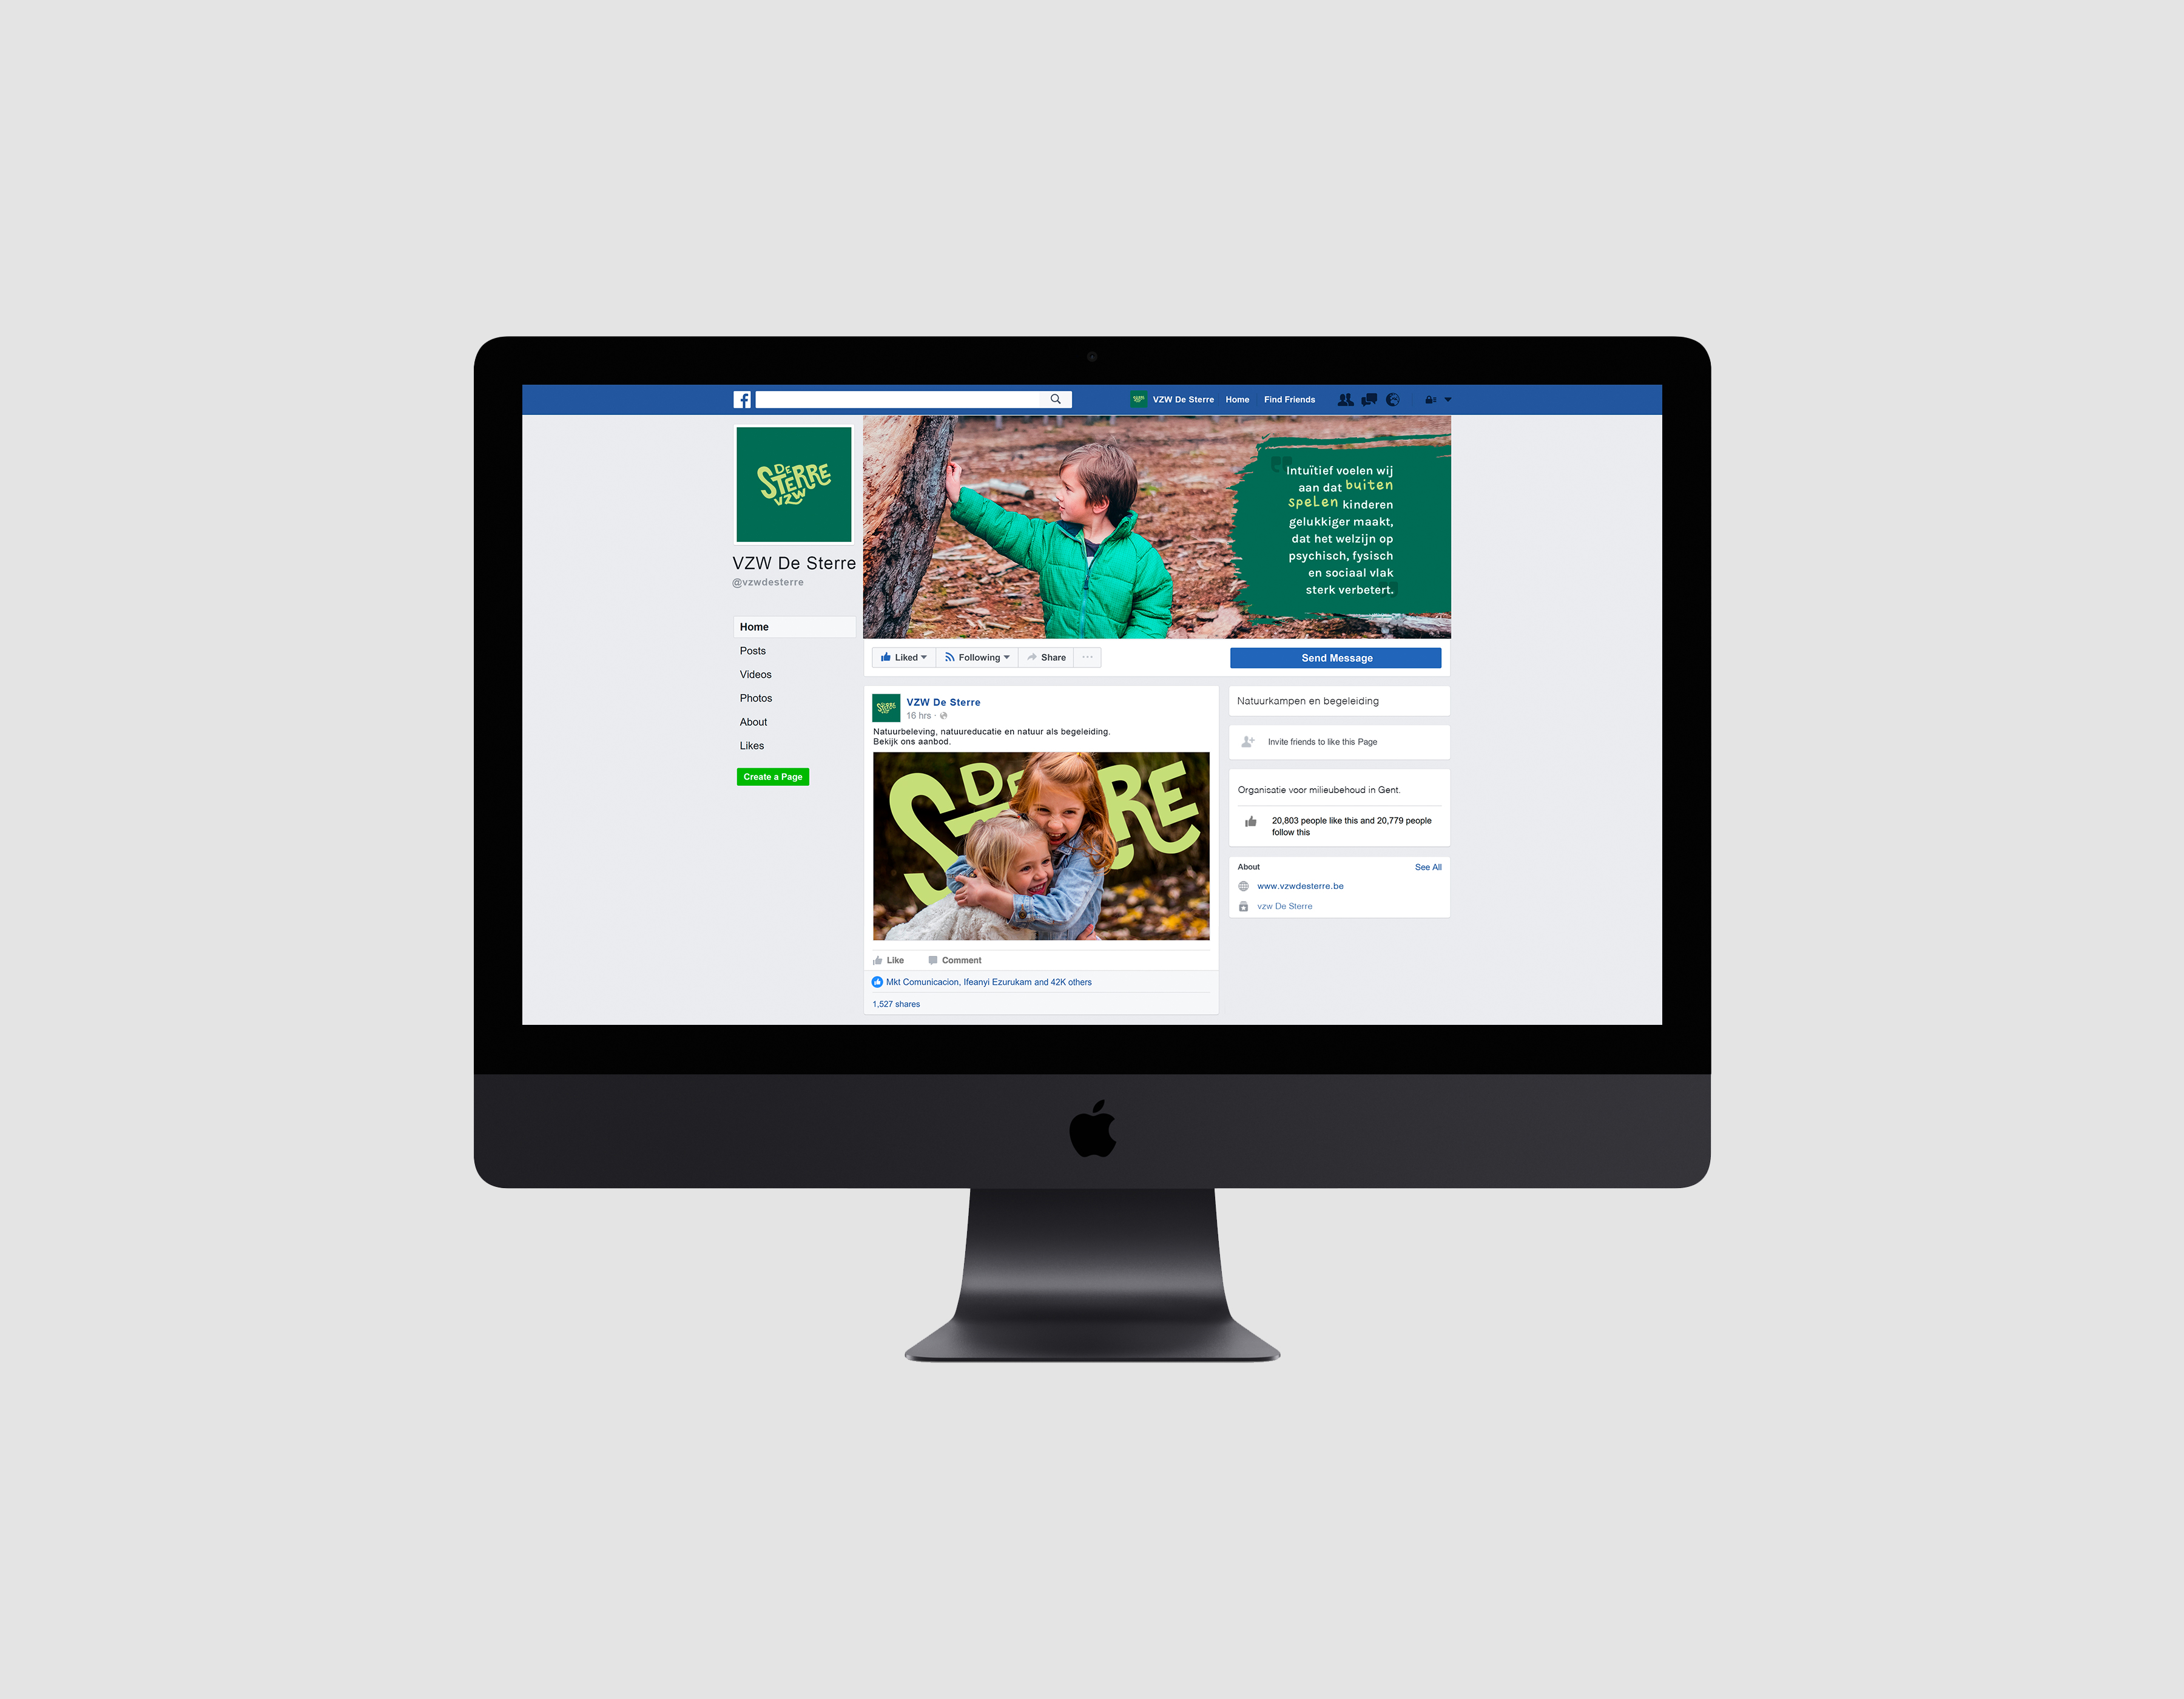 VZW De Sterre
Home
Find Friends
DE
STERRE
VZW
VZW De Sterre
@vzwdesterre
Home
Posts
Videos
Photos
About
Likes
Create a Page
Intuïtief voelen wij
aan dat buiten
spelen kinderen
gelukkiger maakt,
dat het welzijn op
psychisch, fysisch
en sociaal vlak
sterk verbetert.
Liked
Following
Share
Send Message
VZW De Sterre
16 hrs ·
Natuurbeleving, natuureducatie en natuur als begeleiding.
Bekijk ons aanbod.
Like
Comment
Mkt Comunicacion, Ifeanyi Ezurukam and 42K others
1,527 shares
Natuurkampen en begeleiding
Invite friends to like this Page
Organisatie voor milieubehoud in Gent.
20,803 people like this and 20,779 people
follow this
About
See All
www.vzwdesterre.be
vzw De Sterre